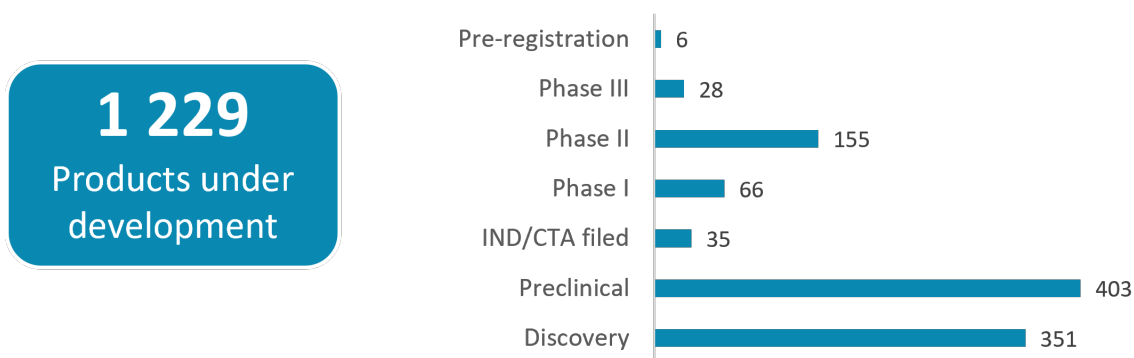 1 229
Products under
development
Pre-registration 6
Phase III 28
Phase II 155
Phase I 66
IND/CTA filed 35
Preclinical 403
Discovery 351